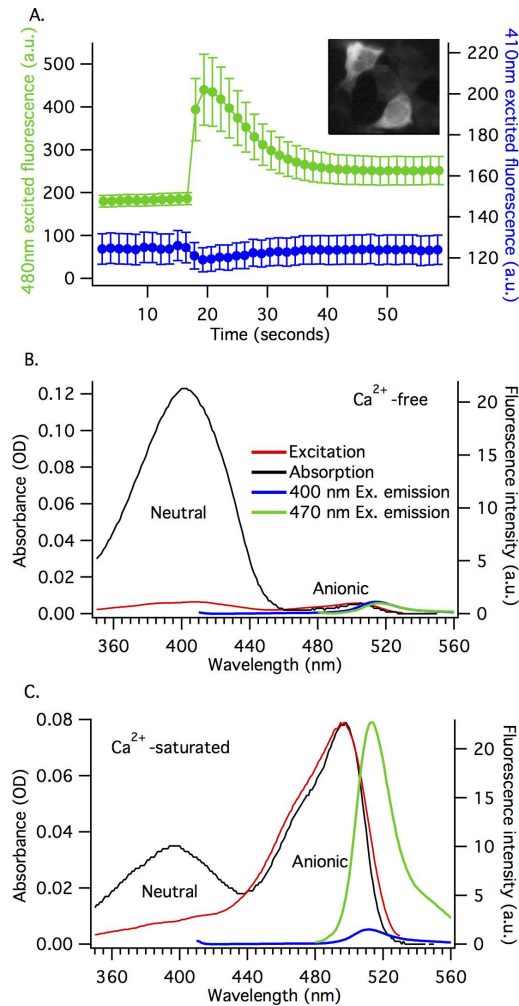 A.
480nm excited fluorescence (a.u.)
500
400
300
200
100
0
220
200
180
160
140
120
410nm exctited fluorescence (a.u.)
10
20
30
40
50
Time (seconds)
B.
Absorbance (OD)
0.12
0.10
0.08
0.06
0.04
0.02
0.00
Ca2+ -free
Excitation
Absorption
400 nm Ex. emission
470 nm Ex. emission
Neutral
Anionic
20
15
10
5
0
Fluorescence intensity (a.u.)
360
400
440
480
520
560
Wavelength (nm)
C.
Absorbance (OD)
0.08
0.06
0.04
0.02
0.00
Ca2+ -saturated
Neutral
Anionic
20
15
10
5
0
Fluorescence intensity (a.u.)
360
400
440
480
520
560
Wavelength (nm)